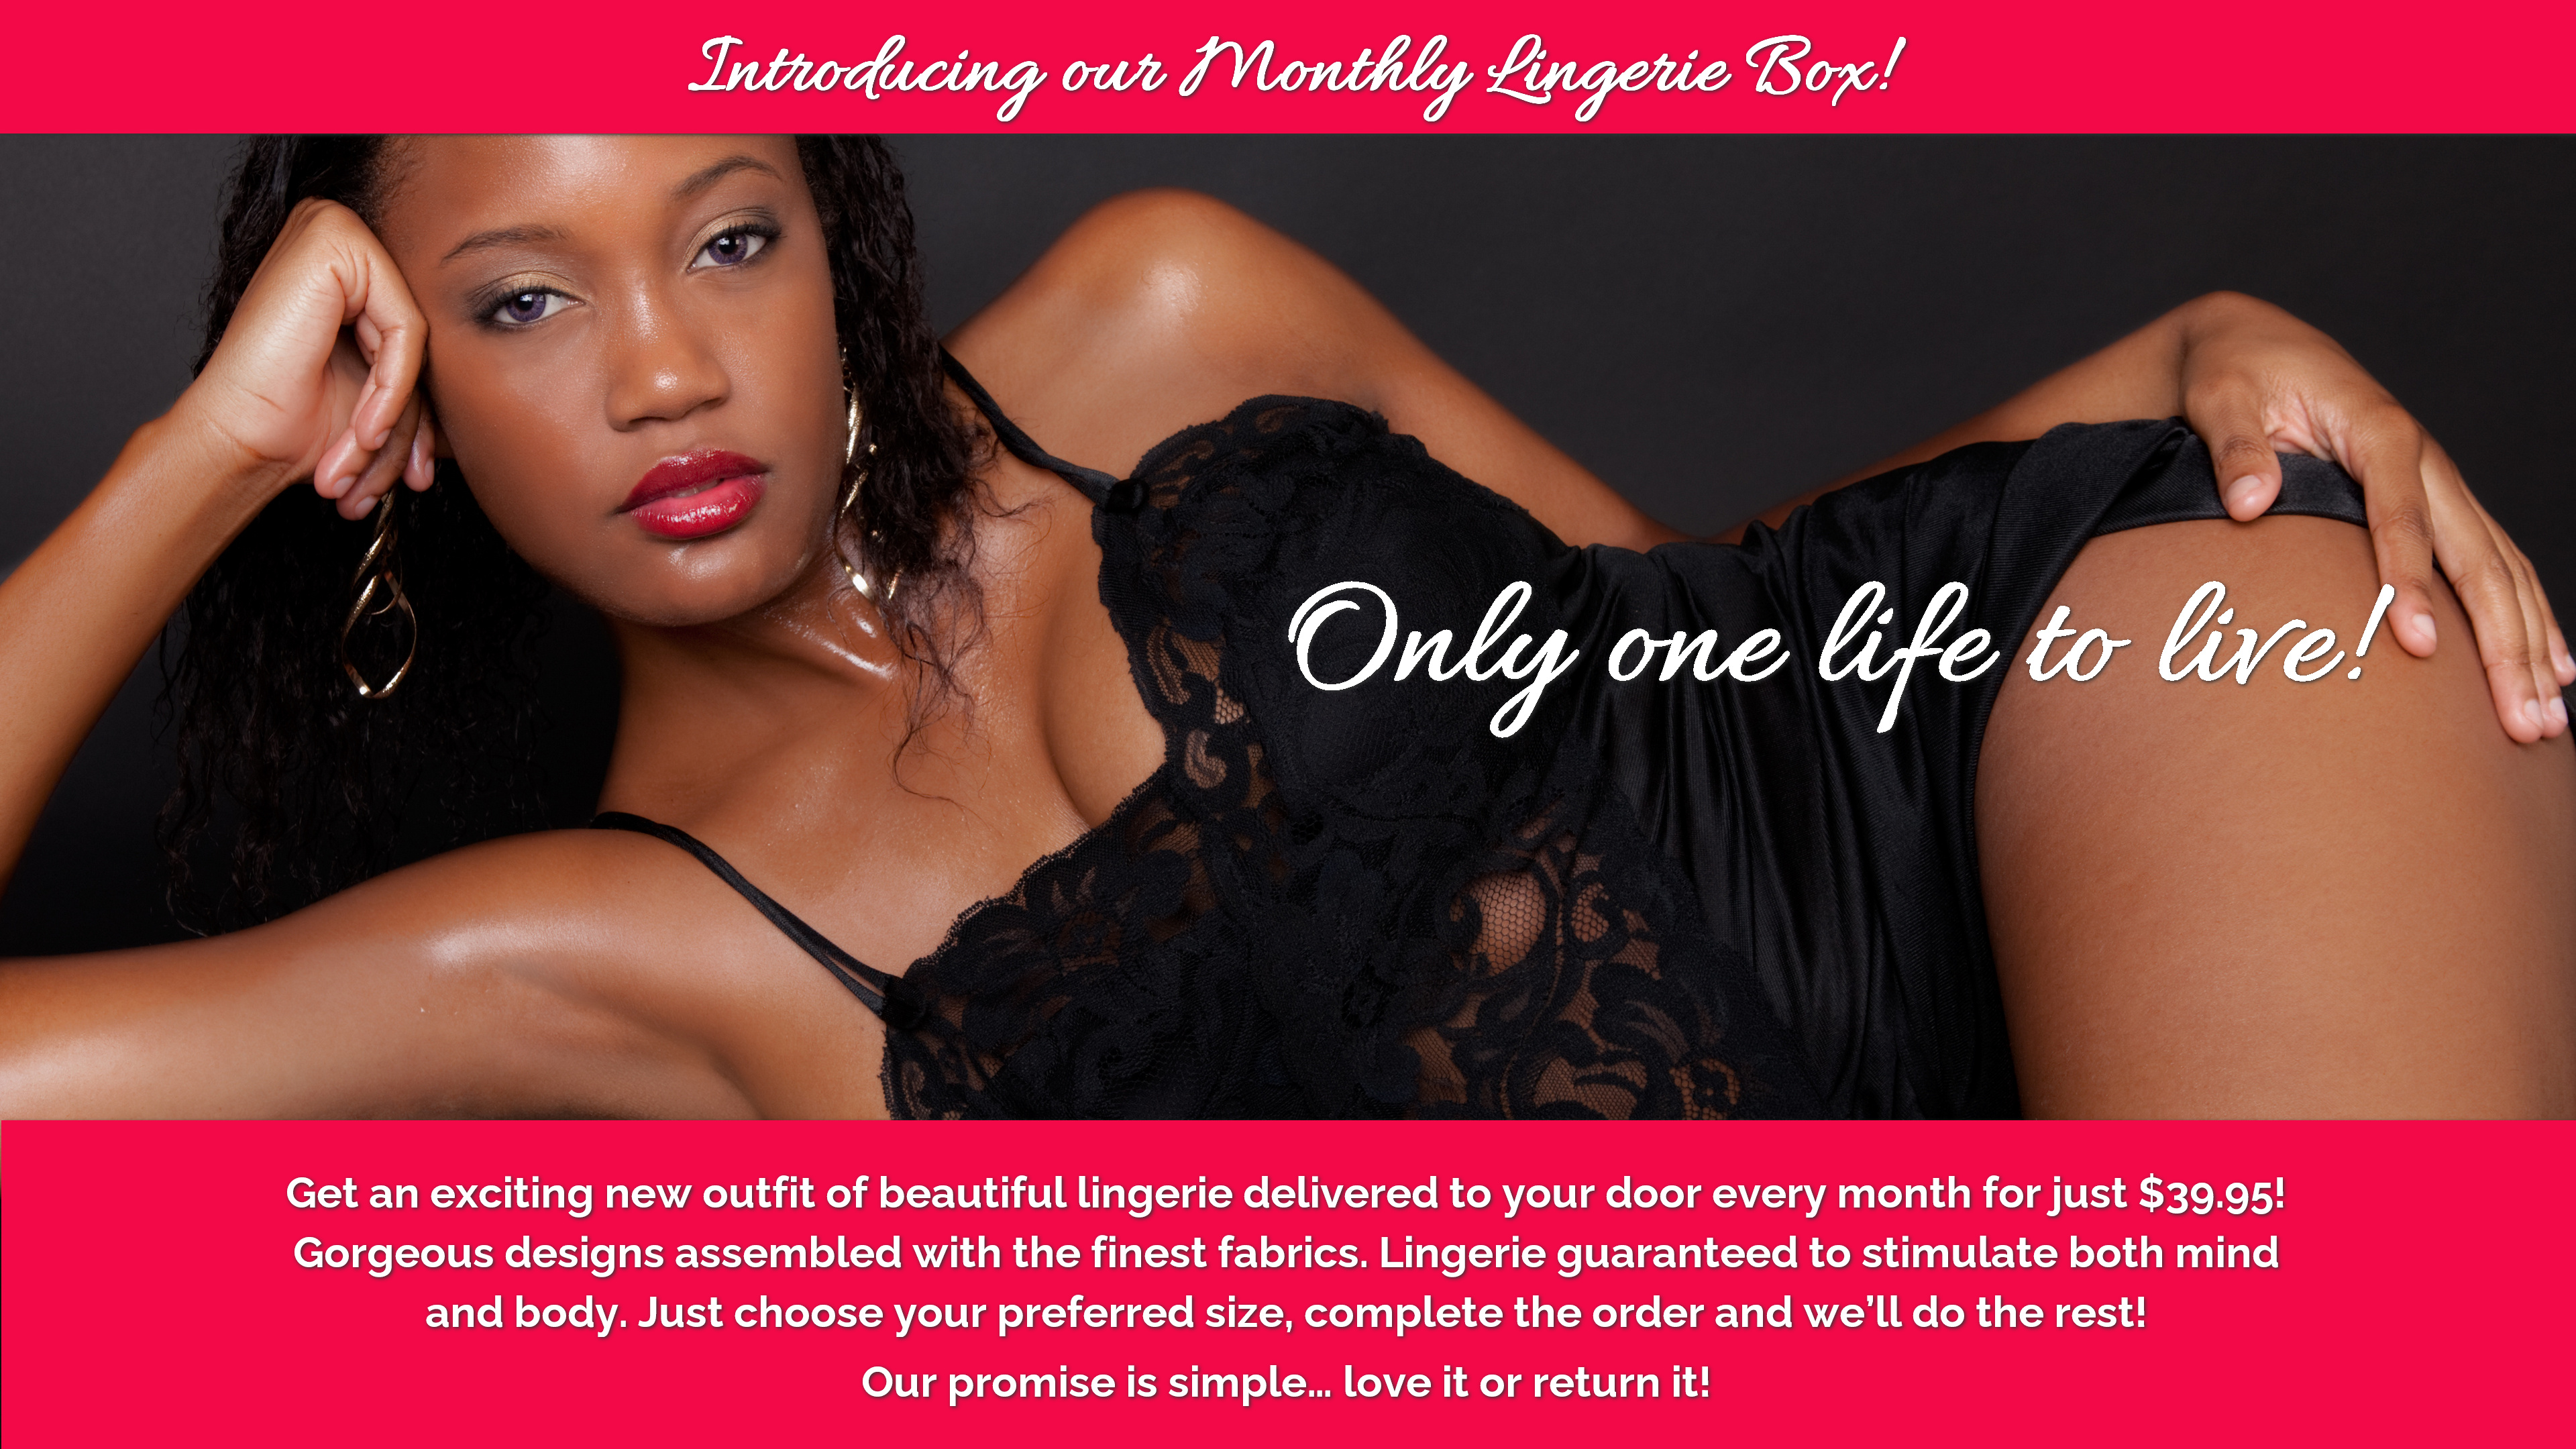 Introducing our Monthly Lingerie Box!
Only one life to live!
Get an exciting new outfit of beautiful lingerie delivered to your door every month for just $39.95!
Gorgeous designs assembled with the finest fabrics. Lingerie guaranteed to stimulate both mind
and body. Just choose your preferred size, complete the order and we’ll do the rest!
Our promise is simple... love it or return it!